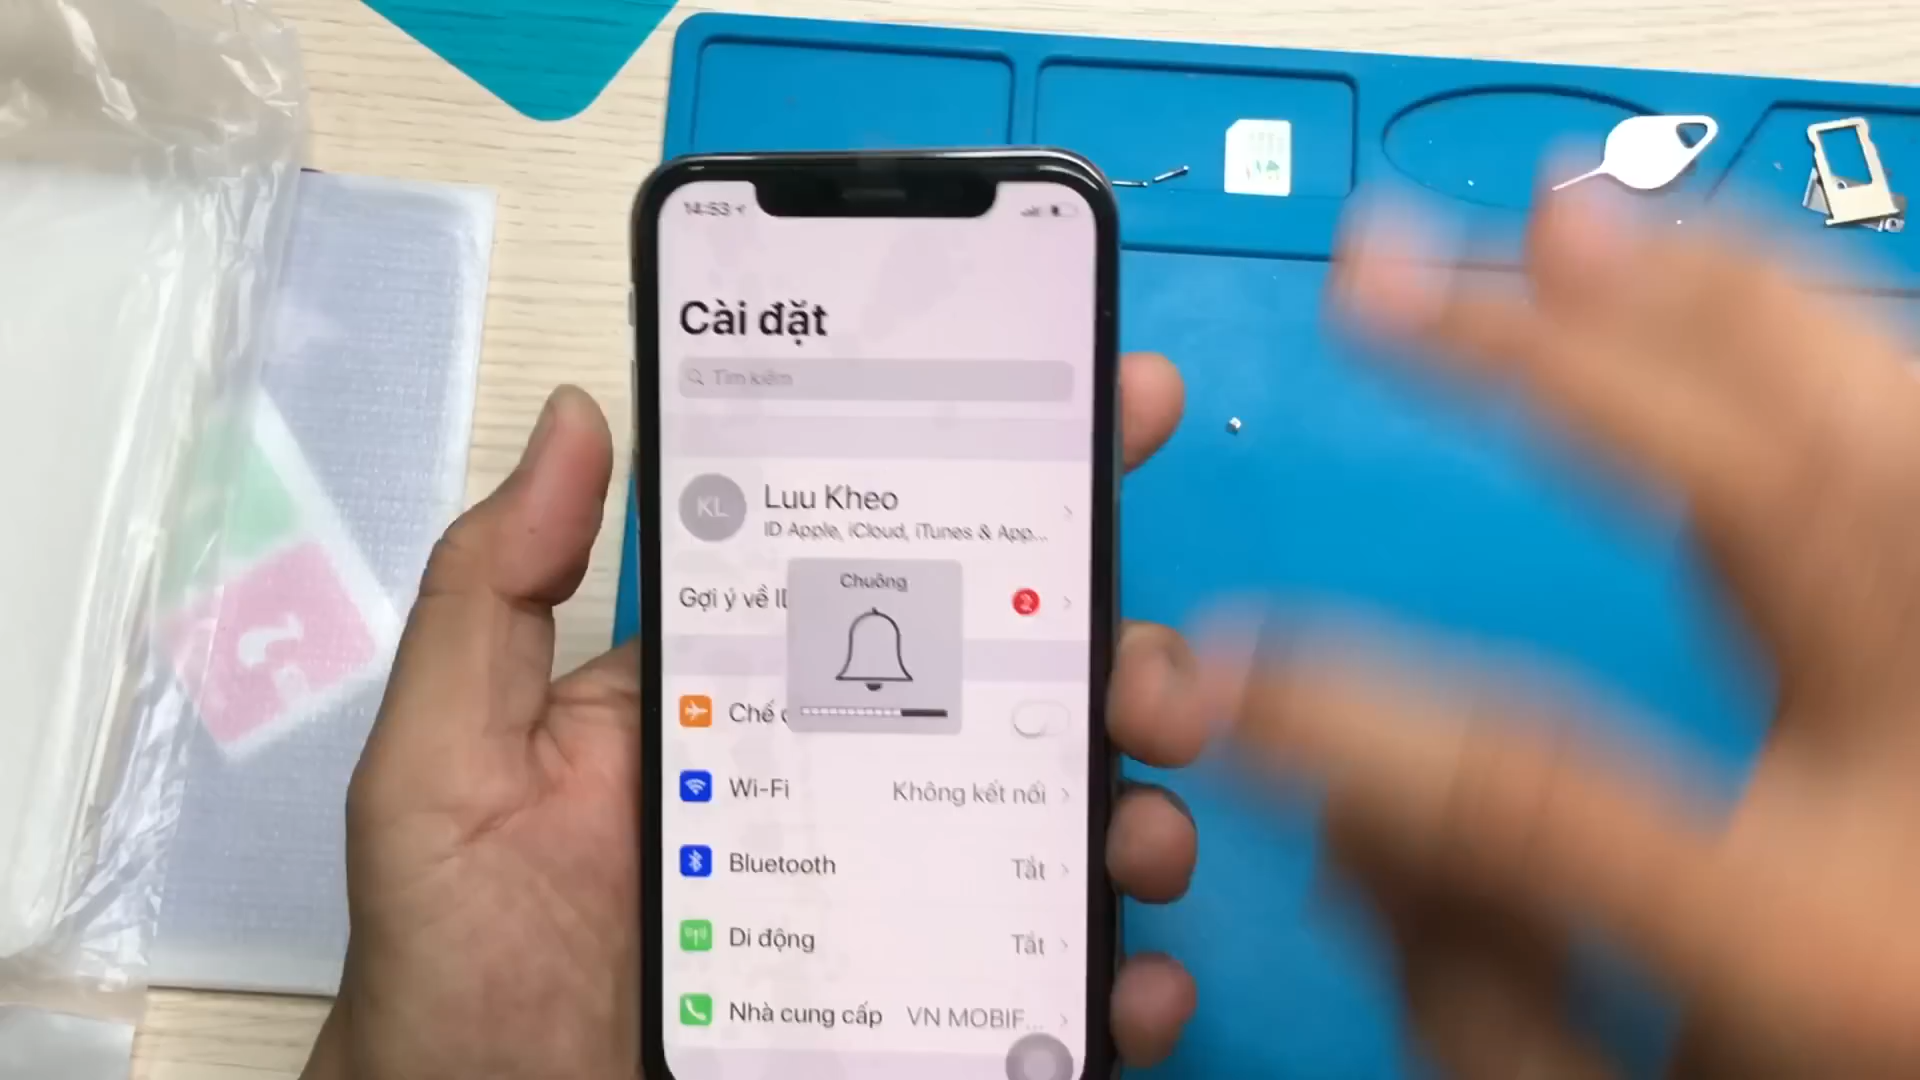 14:53
Cài đặt
Tìm kiếm
KL
Luu Kheo
ID Apple, iCloud, iTunes & App...
Gợi ý về
2
Chuông
Chế
Wi-Fi
Không kết nối
Bluetooth
Tắt
Di động
Tắt
Nhà cung cấp
VN MOBIF...